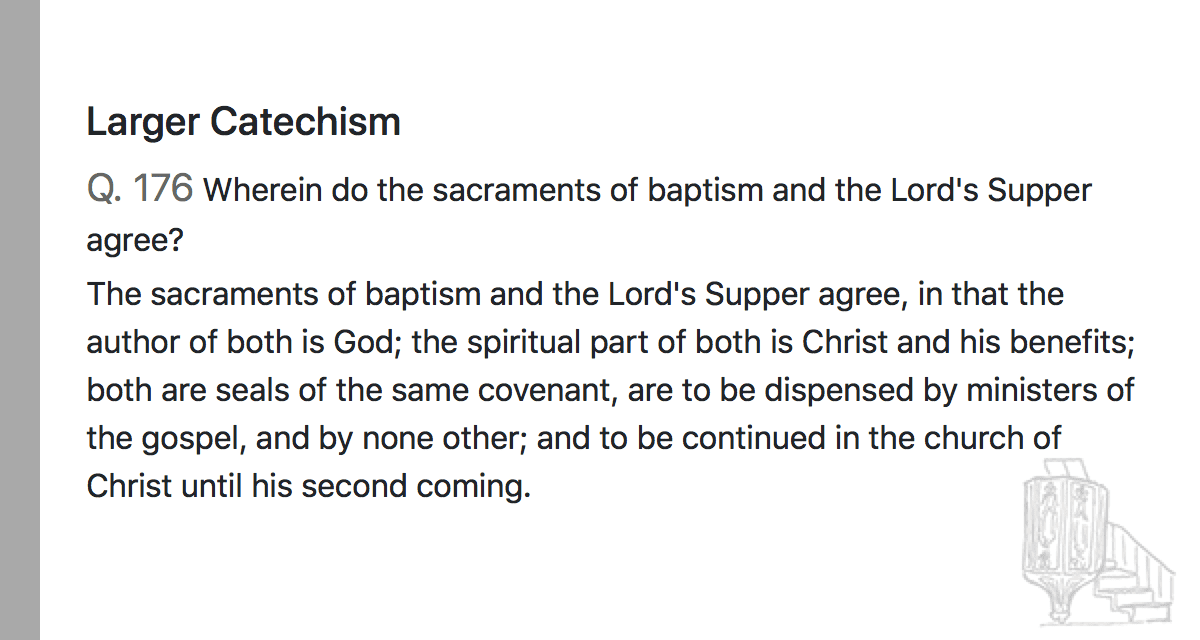 Larger Catechism
Q. 176 Wherein do the sacraments of baptism and the Lord's Supper
agree?
The sacraments of baptism and the Lord's Supper agree, in that the
author of both is God; the spiritual part of both is Christ and his benefits;
both are seals of the same covenant, are to be dispensed by ministers of
the gospel, and by none other; and to be continued in the church of
Christ until his second coming.